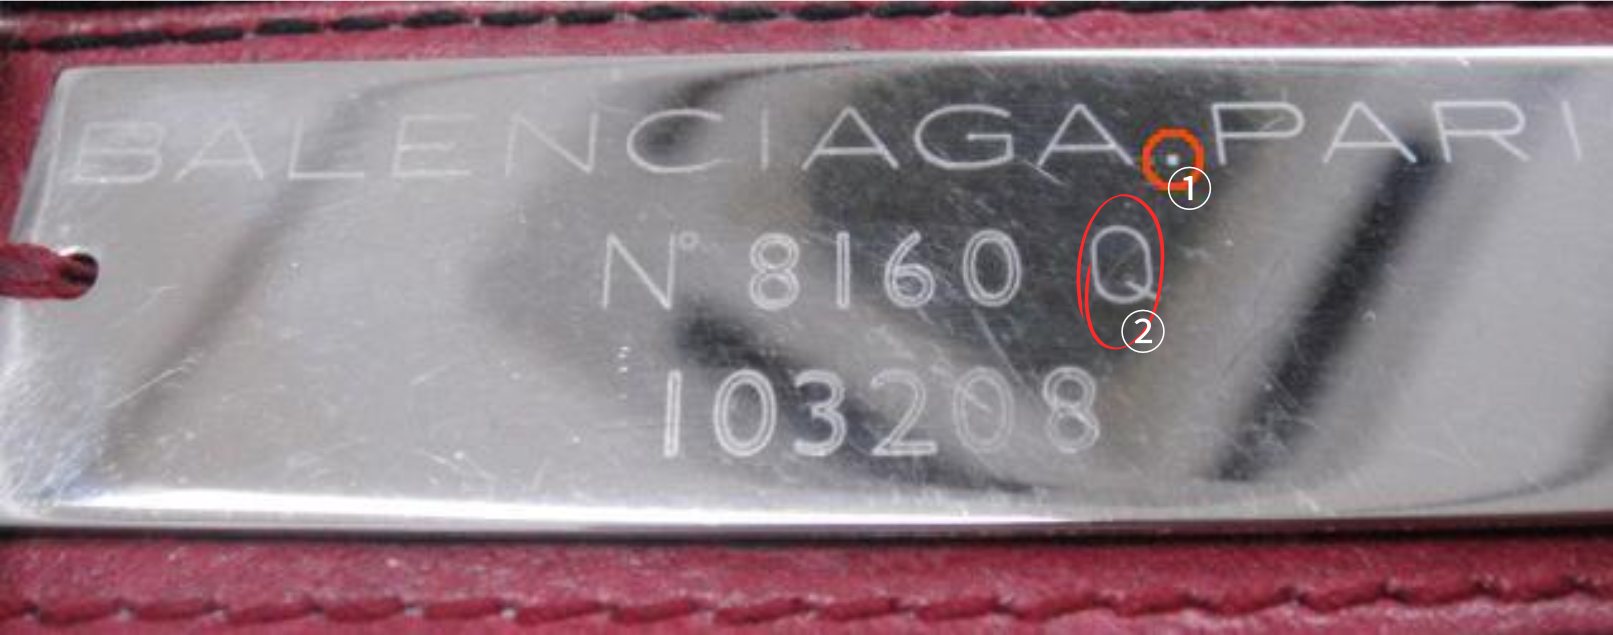 BALENCIAGA.PARI
①
N° 8160 Q
②
103208